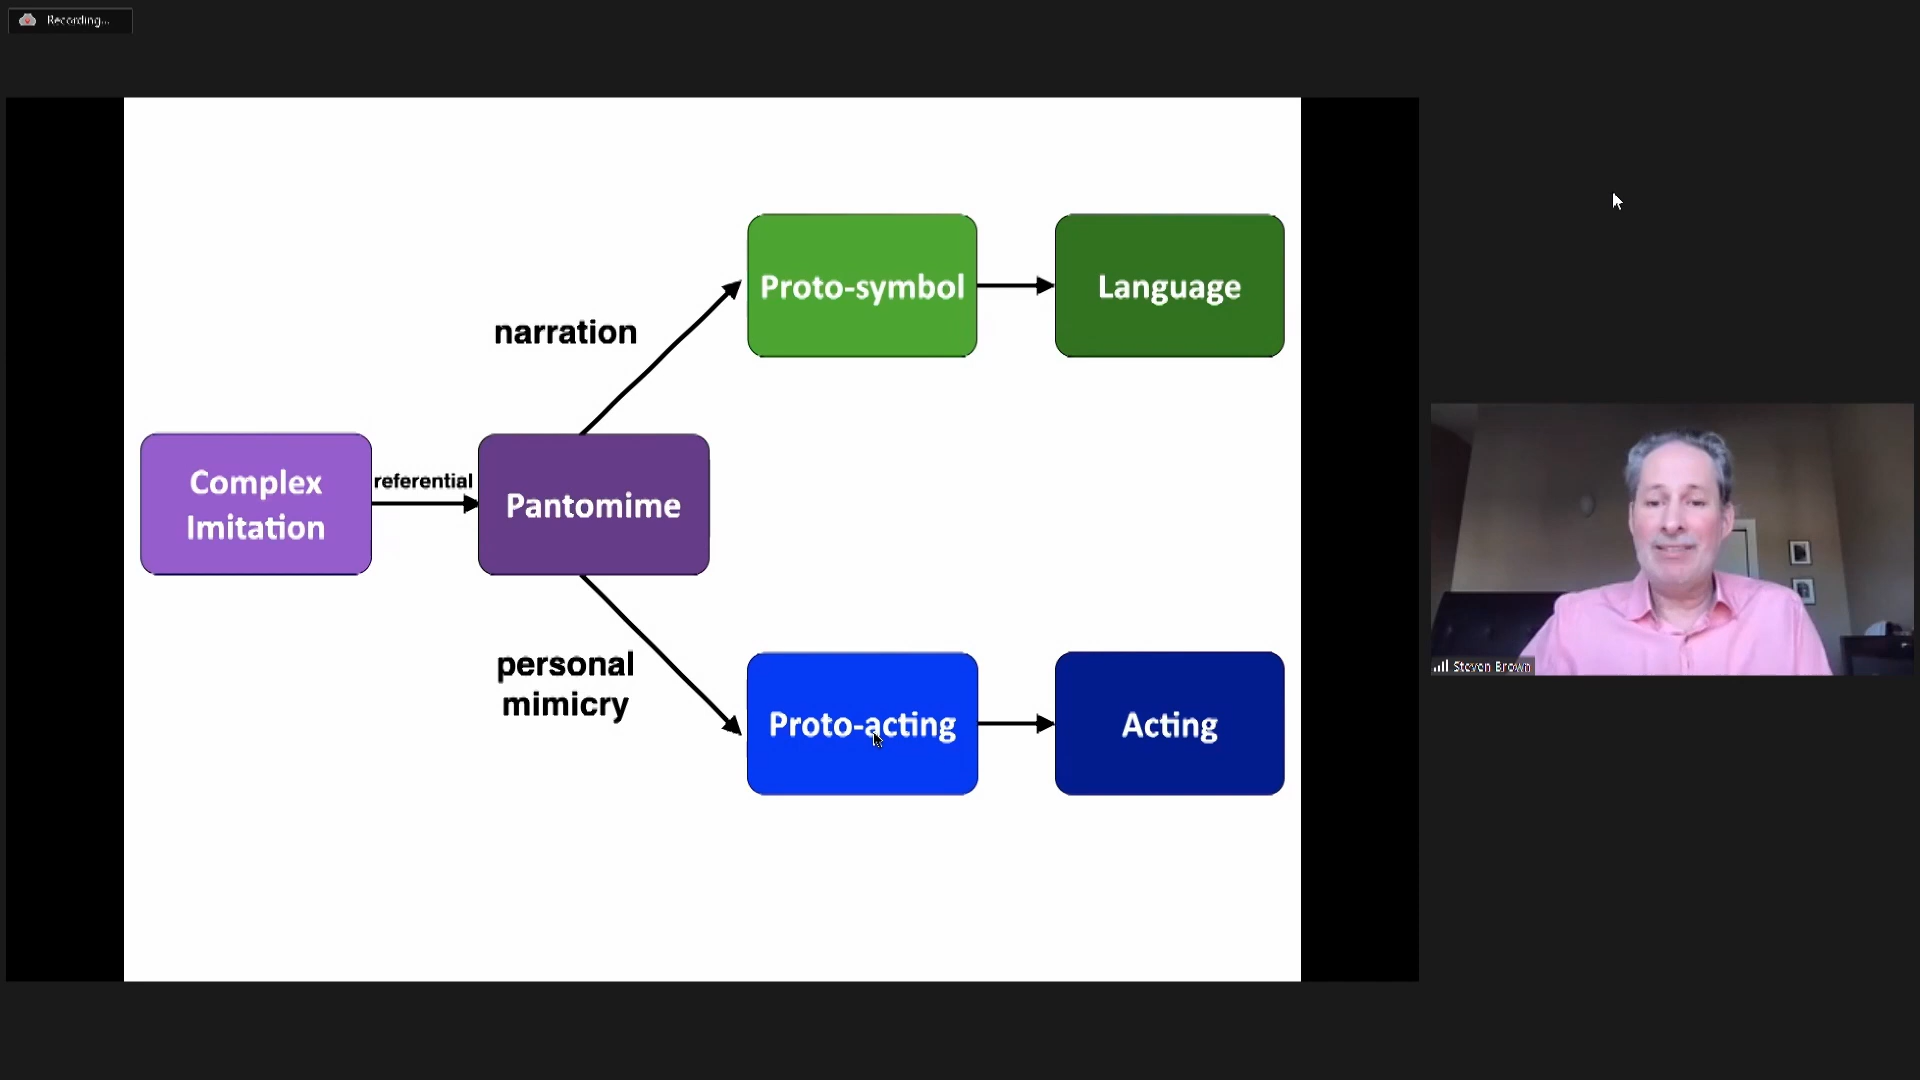 Recording...
Proto-symbol
Language
narration
Complex
Imitation
referential
Pantomime
personal
mimicry
Proto-acting
Acting
Steven Brown